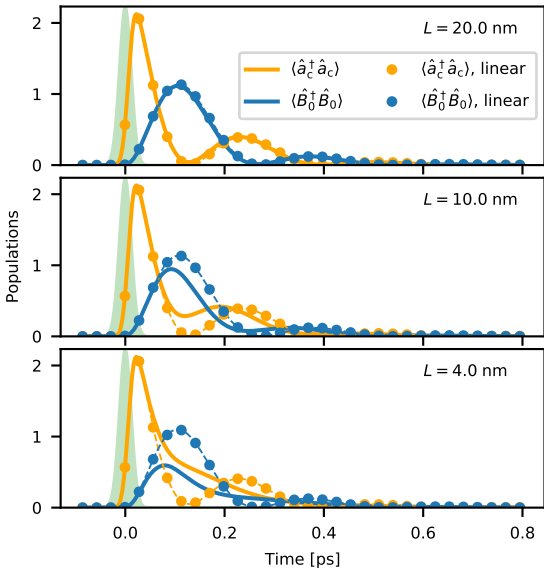 L = 20.0 nm
⟨â_c^† â_c⟩ ⟨â_c^† â_c⟩, linear
⟨B̂_0^† B̂_0⟩ ⟨B̂_0^† B̂_0⟩, linear
2
1
0
L = 10.0 nm
2
1
0
Populations
L = 4.0 nm
2
1
0
0.0 0.2 0.4 0.6 0.8
Time [ps]